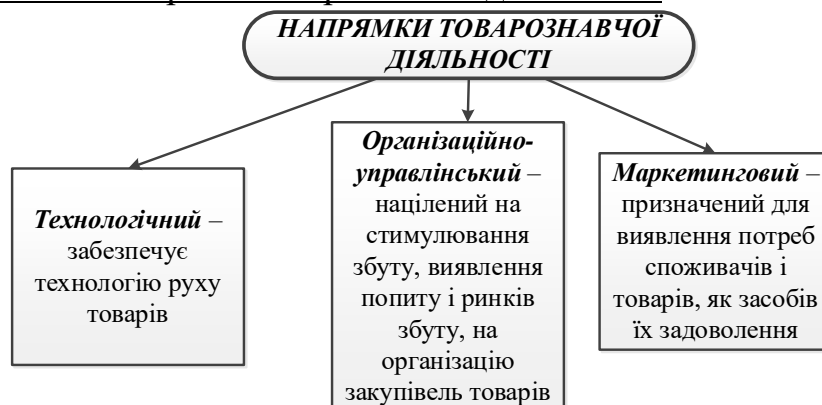 НАПРЯМКИ ТОВАРОЗНАВЧОЇ
ДІЯЛЬНОСТІ
Технологічний –
забезпечує
технологію руху
товарів
Організаційно-
управлінський –
націлений на
стимулювання
збуту, виявлення
попиту і ринків
збуту, на
організацію
закупівель товарів
Маркетинговий –
призначений для
виявлення потреб
споживачів і
товарів, як засобів
їх задоволення